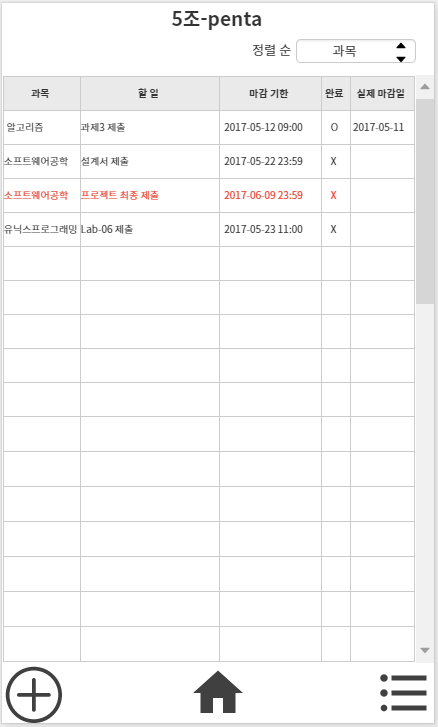 5조-penta
정렬 순 과목
과목 할 일 마감 기한 완료 실제 마감일
알고리즘 과제3 제출 2017-05-12 09:00 O 2017-05-11
소프트웨어공학 설계서 제출 2017-05-22 23:59 X
소프트웨어공학 프로젝트 최종 제출 2017-06-09 23:59 X
유닉스프로그래밍 Lab-06 제출 2017-05-23 11:00 X